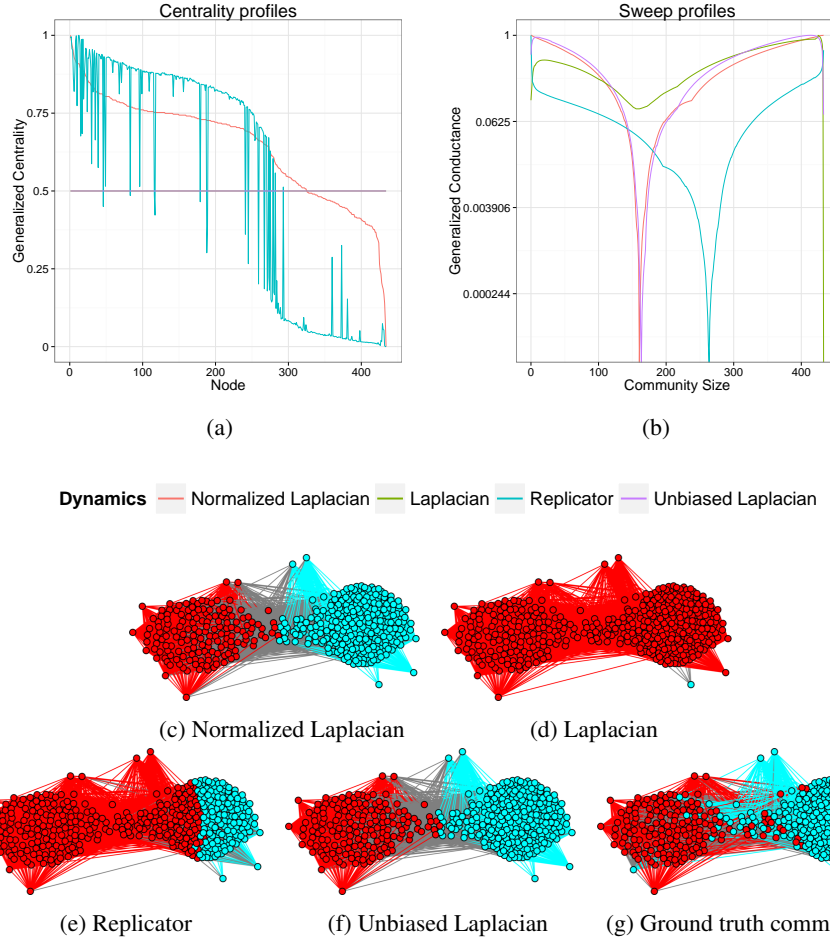 Centrality profiles
Sweep profiles
Generalized Centrality
1
0.75
0.5
0.25
0
0
100
200
300
400
Node
Generalized Conductance
1
0.0625
0.003906
0.000244
0
100
200
300
400
Community Size
(a)
(b)
Dynamics Normalized Laplacian Laplacian Replicator Unbiased Laplacian
(c) Normalized Laplacian
(d) Laplacian
(e) Replicator
(f) Unbiased Laplacian
(g) Ground truth comm